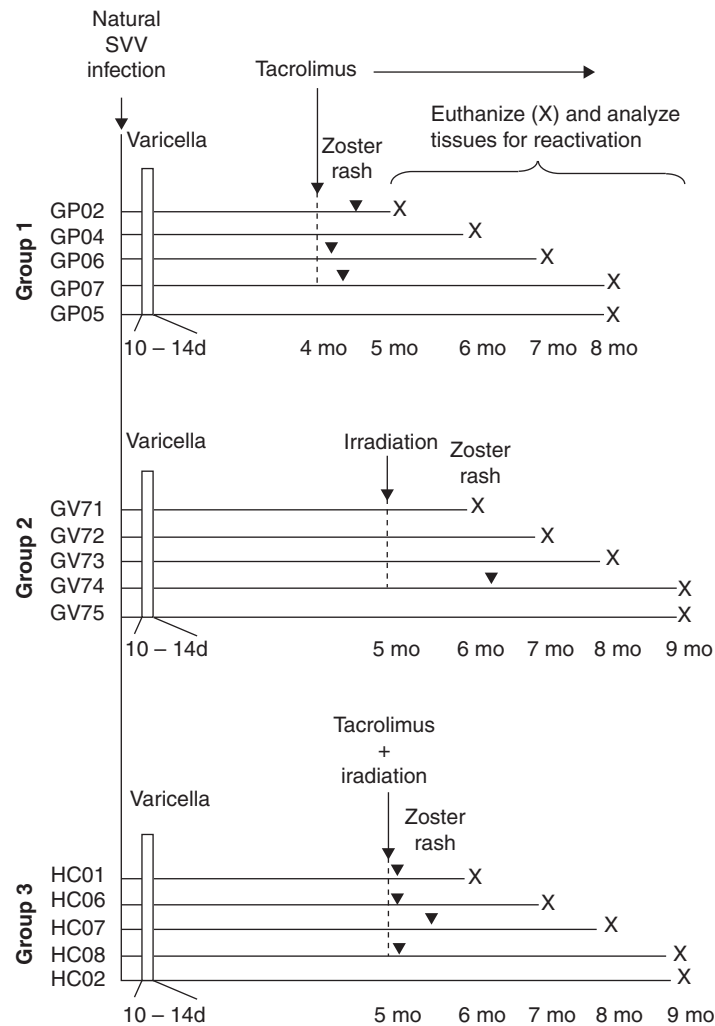 Natural
SVV
infection
Tacrolimus
Euthanize (X) and analyze
tissues for reactivation
Varicella
Zoster
rash
Group 1
GP02 X
GP04 X
GP06 X
GP07 X
GP05 X
10 – 14d 4 mo 5 mo 6 mo 7 mo 8 mo
Varicella
Irradiation
Zoster
rash
Group 2
GV71 X
GV72 X
GV73 X
GV74 X
GV75 X
10 – 14d 5 mo 6 mo 7 mo 8 mo 9 mo
Tacrolimus
+
iradiation
Varicella
Zoster
rash
Group 3
HC01 X
HC06 X
HC07 X
HC08 X
HC02 X
10 – 14d 5 mo 6 mo 7 mo 8 mo 9 mo